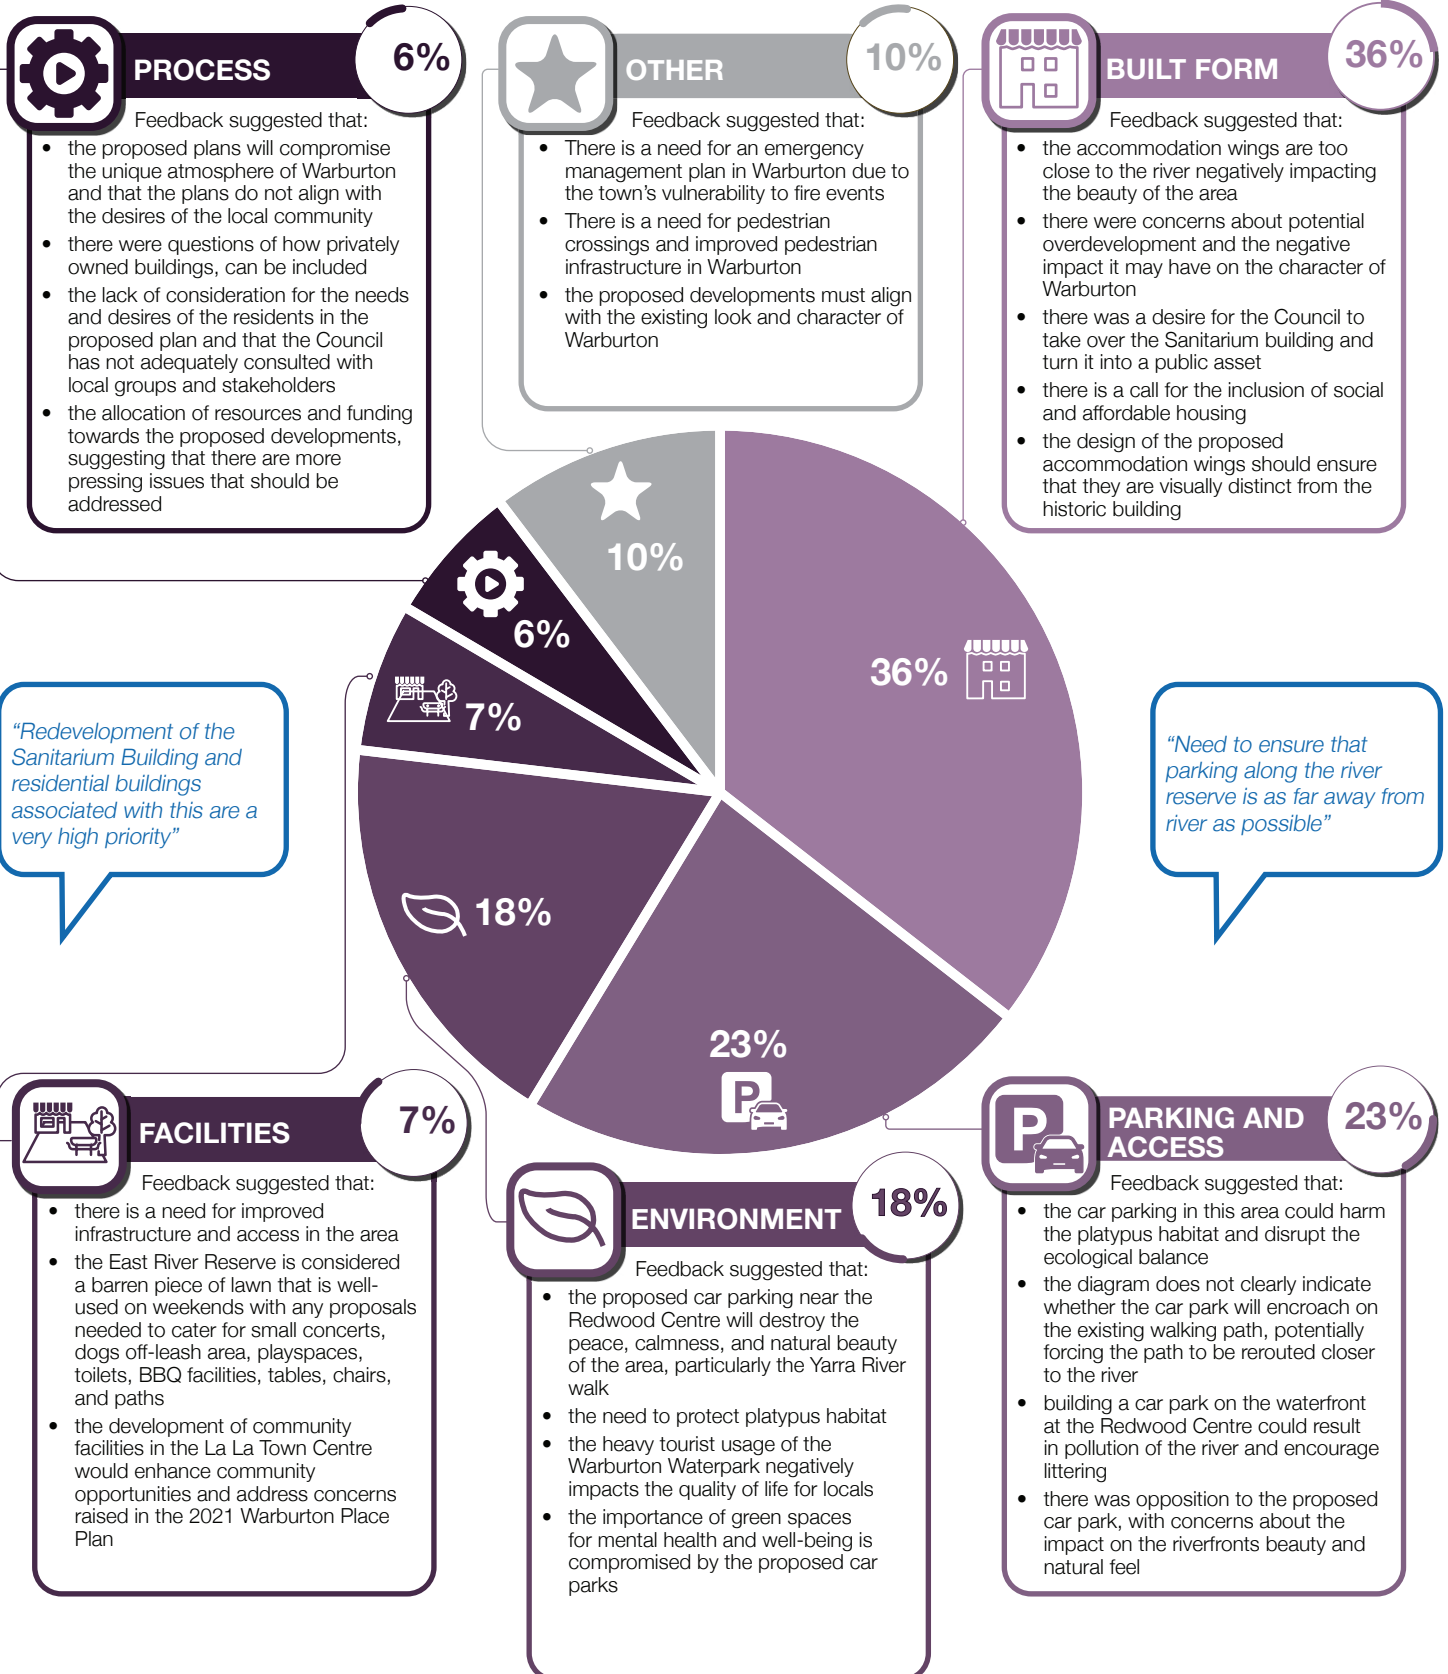 PROCESS
6%
Feedback suggested that:
• the proposed plans will compromise
the unique atmosphere of Warburton
and that the plans do not align with
the desires of the local community
• there were questions of how privately
owned buildings, can be included
• the lack of consideration for the needs
and desires of the residents in the
proposed plan and that the Council
has not adequately consulted with
local groups and stakeholders
• the allocation of resources and funding
towards the proposed developments,
suggesting that there are more
pressing issues that should be
addressed
OTHER
10%
Feedback suggested that:
• There is a need for an emergency
management plan in Warburton due to
the town’s vulnerability to fire events
• There is a need for pedestrian
crossings and improved pedestrian
infrastructure in Warburton
• the proposed developments must align
with the existing look and character of
Warburton
BUILT FORM
36%
Feedback suggested that:
• the accommodation wings are too
close to the river negatively impacting
the beauty of the area
• there were concerns about potential
overdevelopment and the negative
impact it may have on the character of
Warburton
• there was a desire for the Council to
take over the Sanitarium building and
turn it into a public asset
• there is a call for the inclusion of social
and affordable housing
• the design of the proposed
accommodation wings should ensure
that they are visually distinct from the
historic building
10%
6%
36%
7%
18%
23%
P
“Redevelopment of the
Sanitarium Building and
residential buildings
associated with this are a
very high priority”
“Need to ensure that
parking along the river
reserve is as far away from
river as possible”
FACILITIES
7%
Feedback suggested that:
• there is a need for improved
infrastructure and access in the area
• the East River Reserve is considered
a barren piece of lawn that is well-
used on weekends with any proposals
needed to cater for small concerts,
dogs off-leash area, playspaces,
toilets, BBQ facilities, tables, chairs,
and paths
• the development of community
facilities in the La La Town Centre
would enhance community
opportunities and address concerns
raised in the 2021 Warburton Place
Plan
ENVIRONMENT
18%
Feedback suggested that:
• the proposed car parking near the
Redwood Centre will destroy the
peace, calmness, and natural beauty
of the area, particularly the Yarra River
walk
• the need to protect platypus habitat
• the heavy tourist usage of the
Warburton Waterpark negatively
impacts the quality of life for locals
• the importance of green spaces
for mental health and well-being is
compromised by the proposed car
parks
P
PARKING AND
ACCESS
23%
Feedback suggested that:
• the car parking in this area could harm
the platypus habitat and disrupt the
ecological balance
• the diagram does not clearly indicate
whether the car park will encroach on
the existing walking path, potentially
forcing the path to be rerouted closer
to the river
• building a car park on the waterfront
at the Redwood Centre could result
in pollution of the river and encourage
littering
• there was opposition to the proposed
car park, with concerns about the
impact on the riverfronts beauty and
natural feel